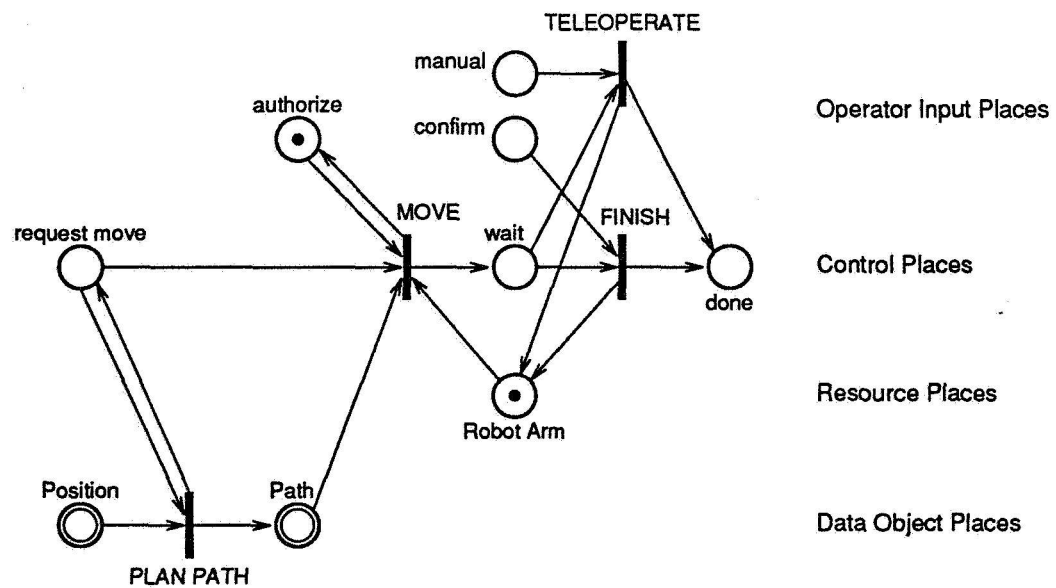 TELEOPERATE
manual
authorize
Operator Input Places
confirm
MOVE
FINISH
request move
wait
Control Places
done
Resource Places
Robot Arm
Position
Path
Data Object Places
PLAN PATH